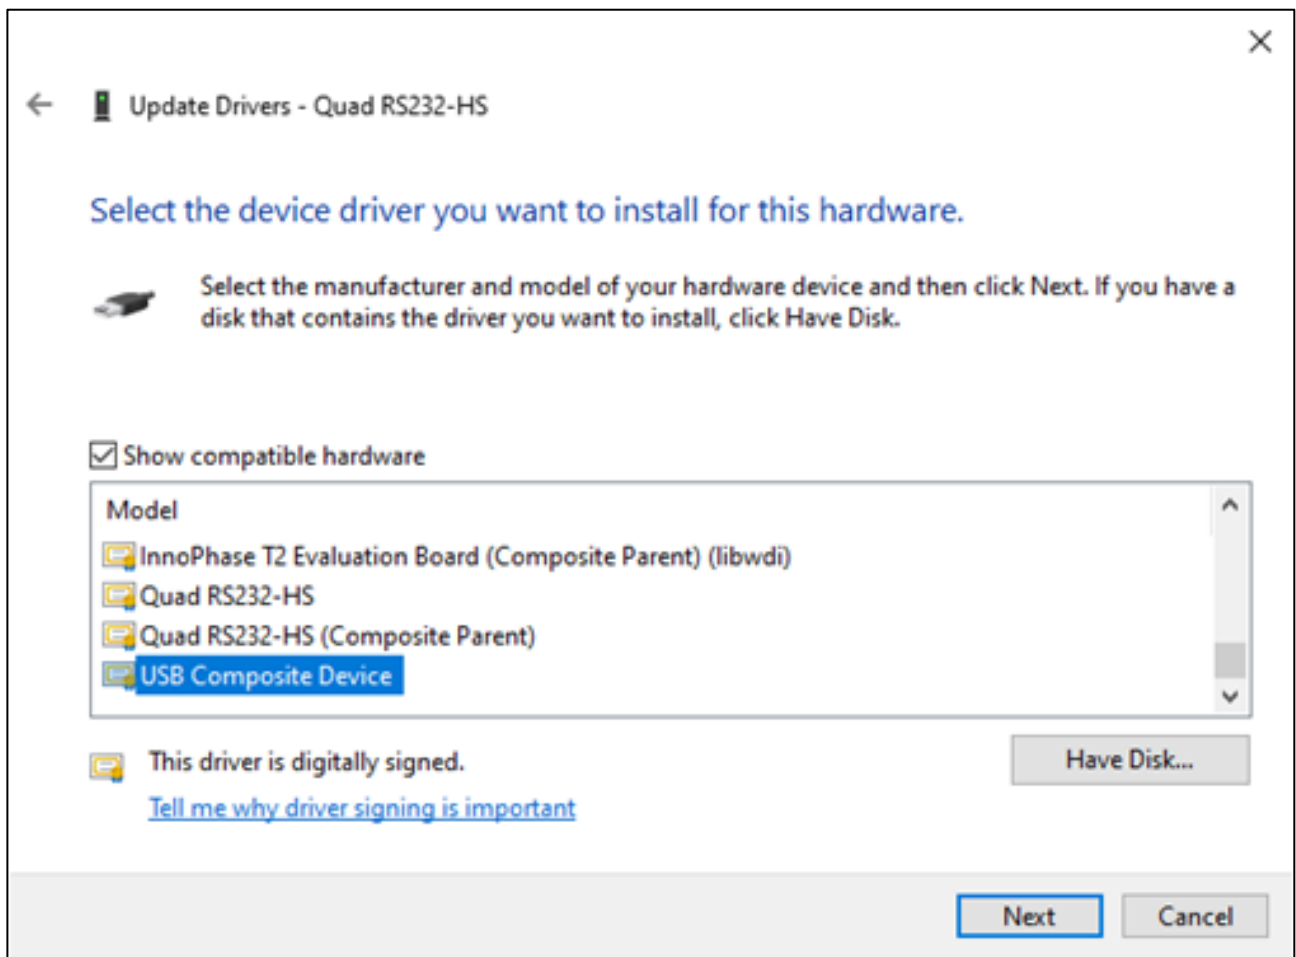 Update Drivers - Quad RS232-HS
Select the device driver you want to install for this hardware.
Select the manufacturer and model of your hardware device and then click Next. If you have a
disk that contains the driver you want to install, click Have Disk.
Show compatible hardware
Model
InnoPhase T2 Evaluation Board (Composite Parent) (libwdi)
Quad RS232-HS
Quad RS232-HS (Composite Parent)
USB Composite Device
This driver is digitally signed.
Have Disk...
Tell me why driver signing is important
Next
Cancel